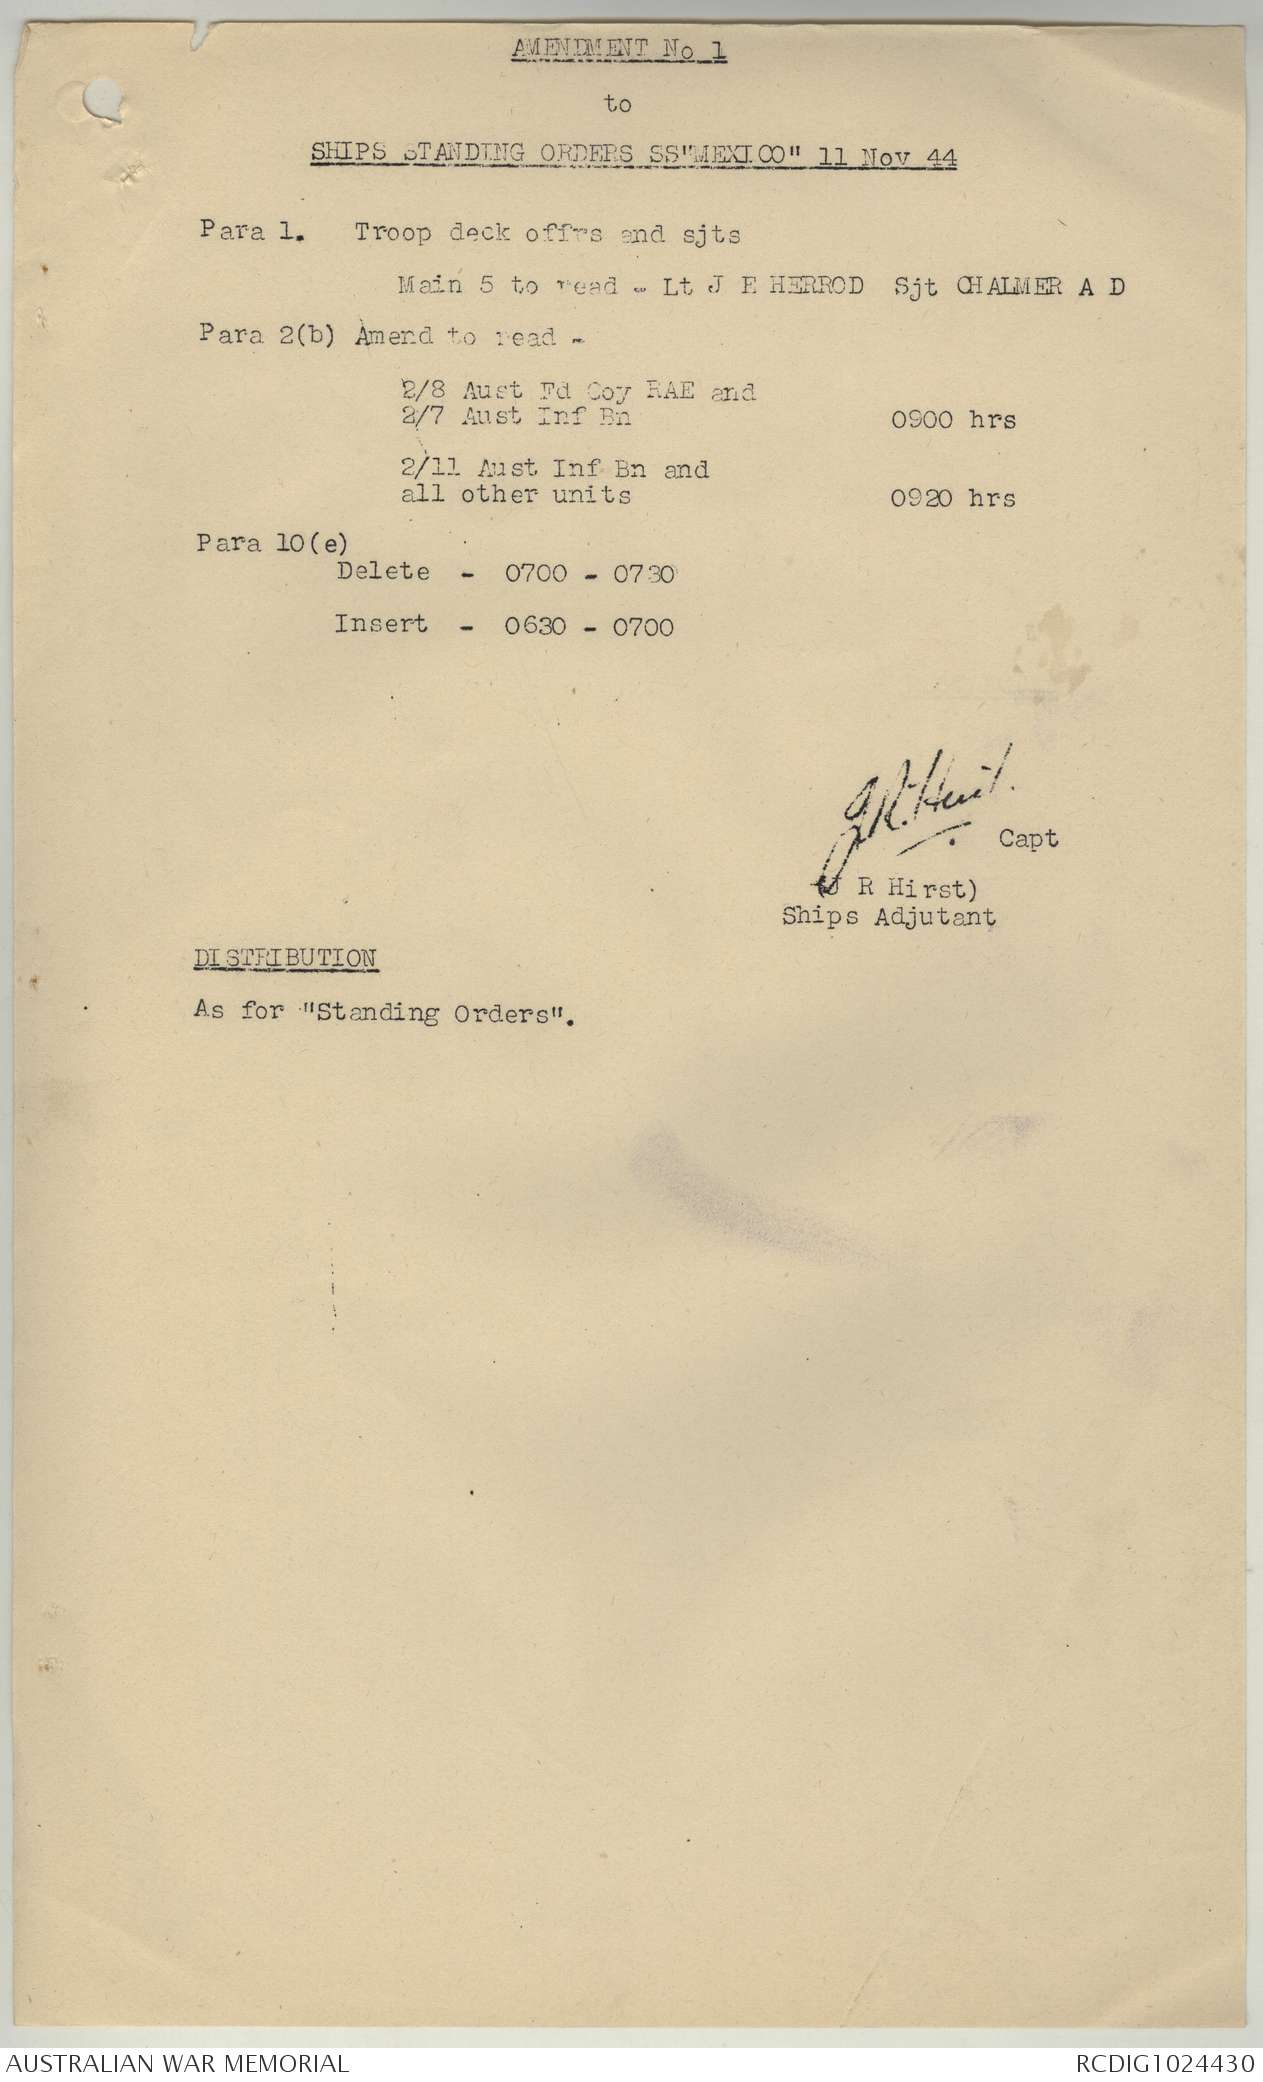 AMENDMENT No 1
to
SHIPS STANDING ORDERS SS"MEXICO" 11 Nov 44
Para 1. Troop deck offrs and sjts
Main 5 to read - Lt J E HERROD Sjt CHALMER A D
Para 2(b) Amend to read -
2/8 Aust Fd Coy RAE and
2/7 Aust Inf Bn 0900 hrs
2/11 Aust Inf Bn and
all other units 0920 hrs
Para 10(e)
Delete - 0700 - 0730
Insert - 0630 - 0700
J R Hirst. Capt
(J R Hirst)
Ships Adjutant
DISTRIBUTION
As for "Standing Orders".
AUSTRALIAN WAR MEMORIAL RCDIG1024430